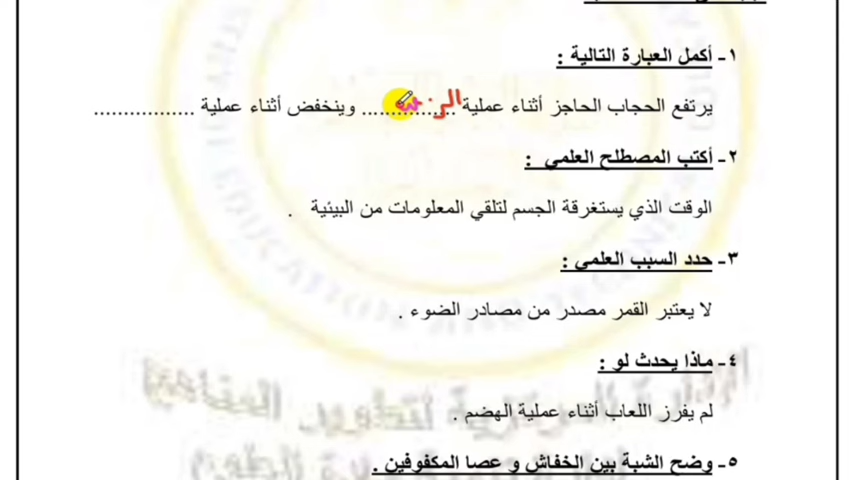 ١- أكمل العبارة التالية :
يرتفع الحجاب الحاجز أثناء عملية ................ وينخفض أثناء عملية .................
٢- أكتب المصطلح العلمي :
الوقت الذي يستغرقة الجسم لتلقي المعلومات من البيئية .
٣- حدد السبب العلمي :
لا يعتبر القمر مصدر من مصادر الضوء .
٤- ماذا يحدث لو :
لم يفرز اللعاب أثناء عملية الهضم .
٥- وضح الشبة بين الخفاش و عصا المكفوفين .